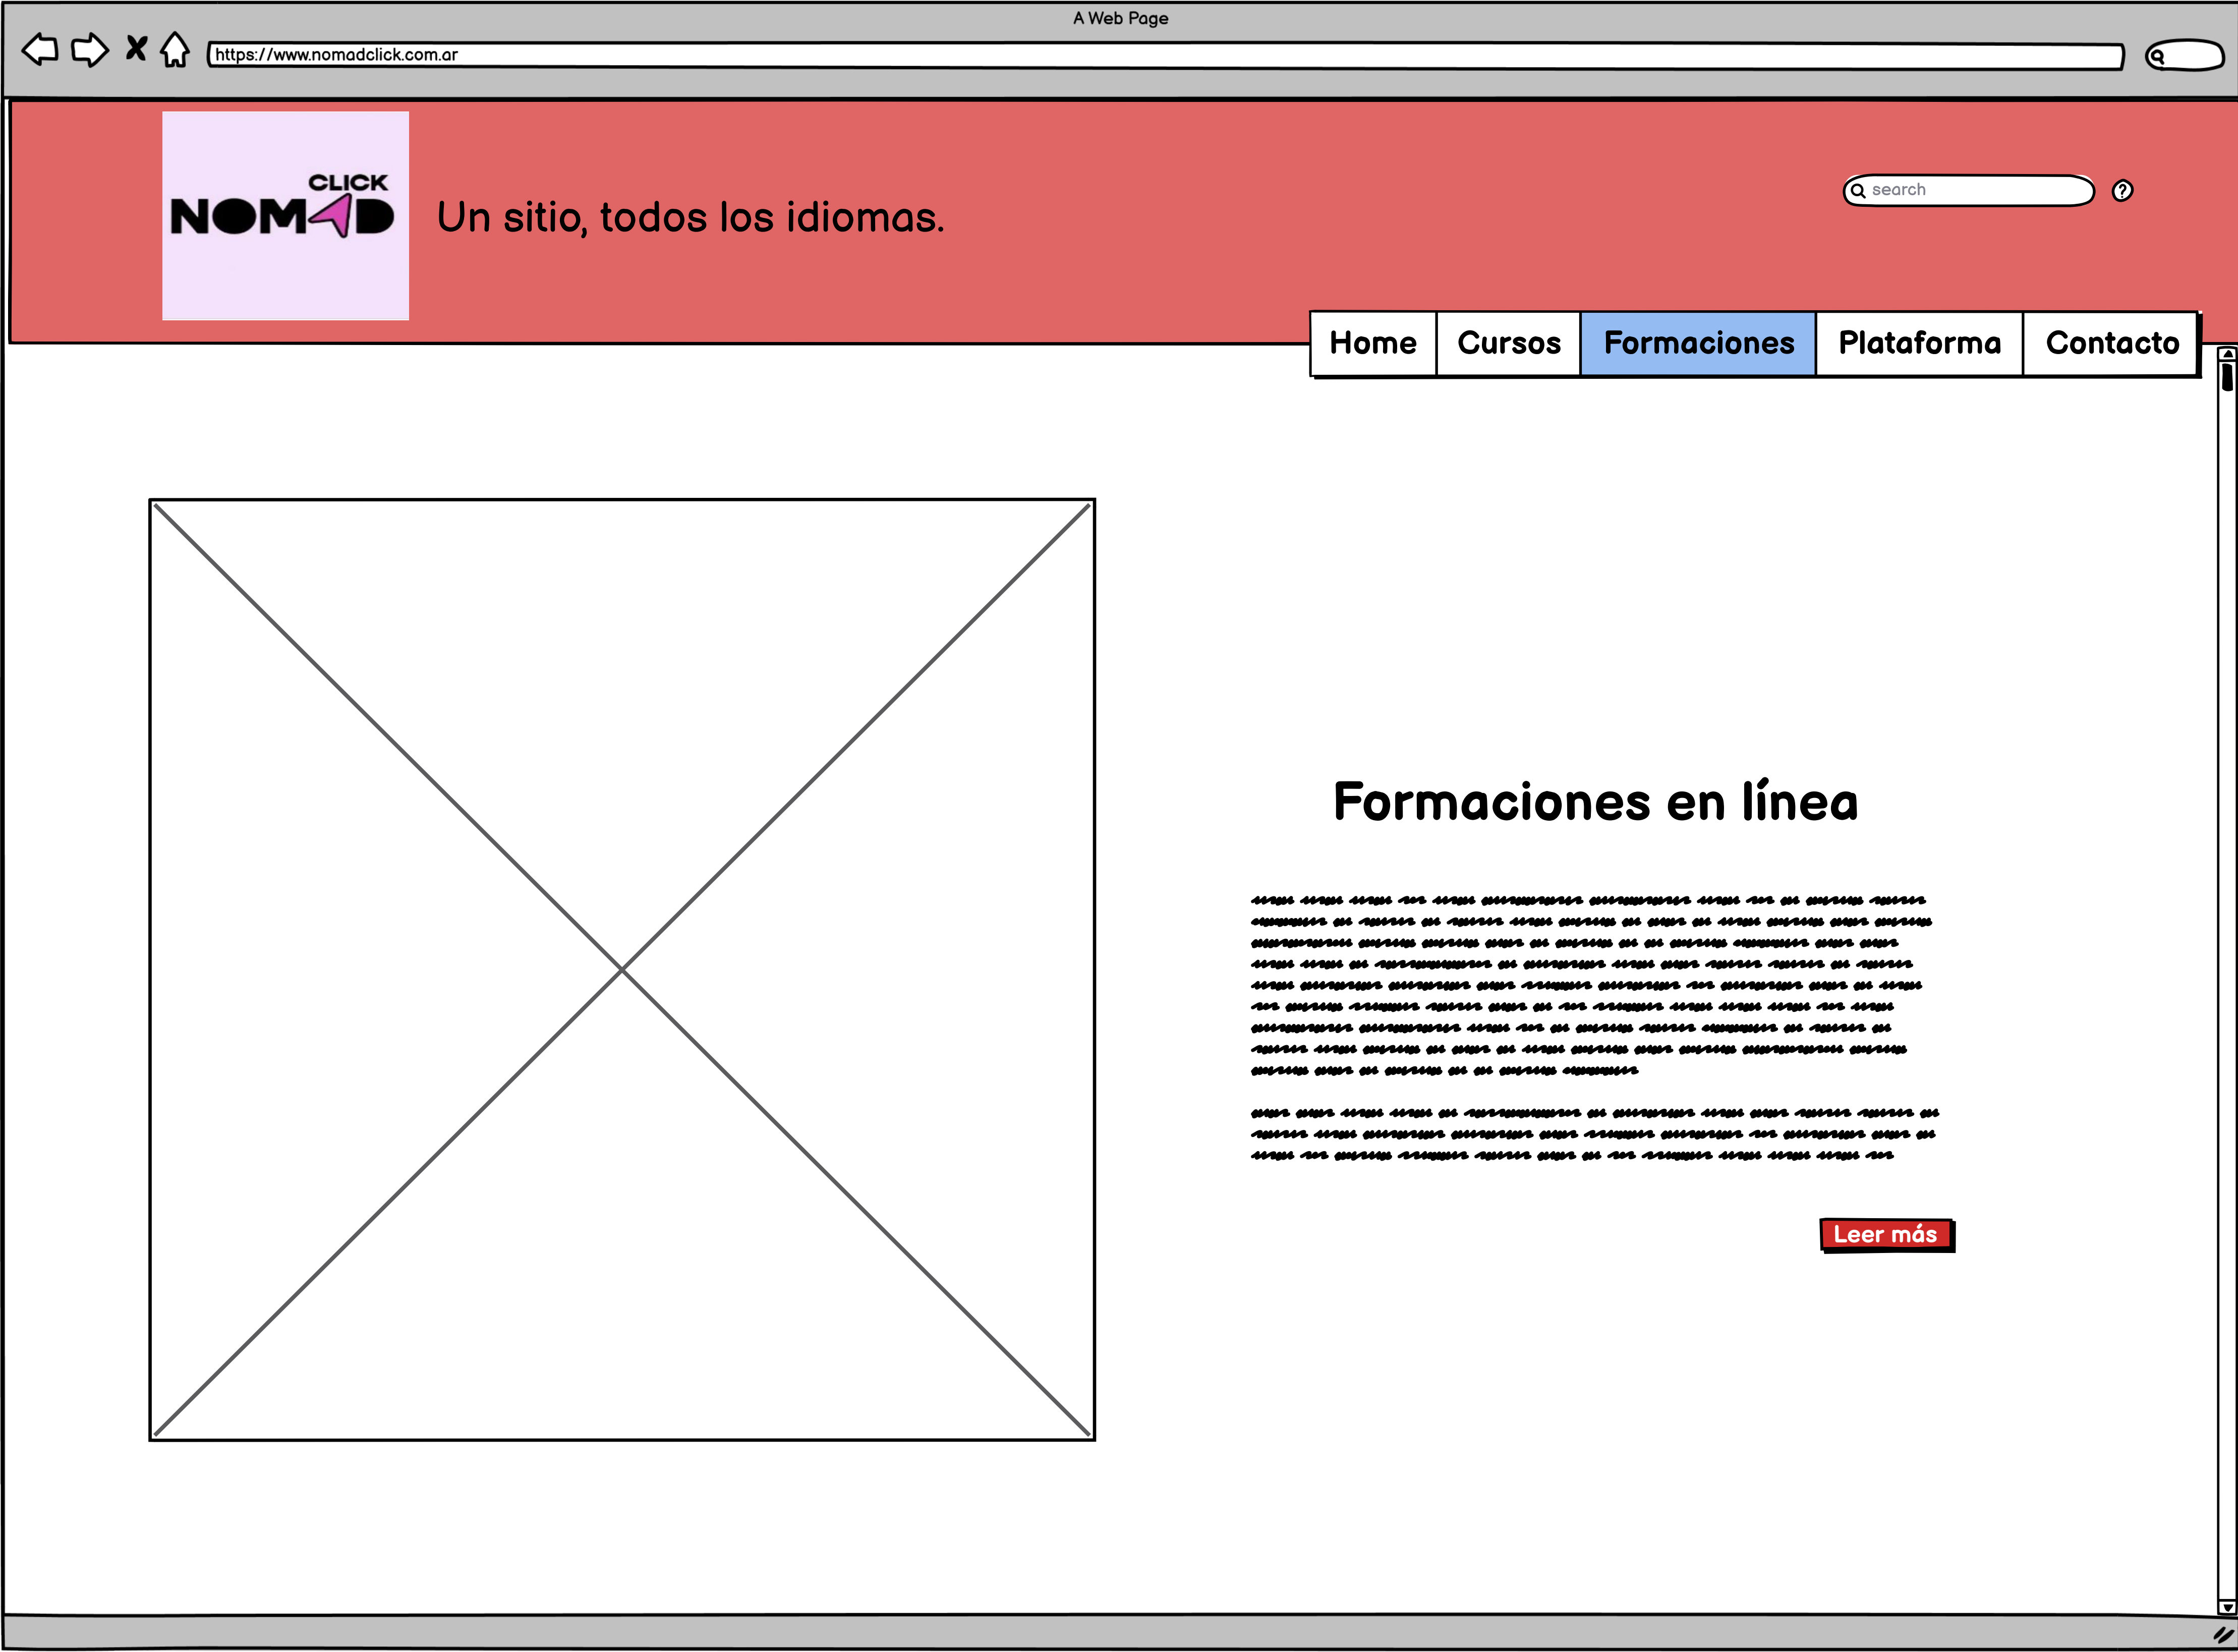 A Web Page
https://www.nomadclick.com.ar
CLICK
NOMAD
Un sitio, todos los idiomas.
search
?
Home Cursos Formaciones Plataforma Contacto
Formaciones en línea
Leer más